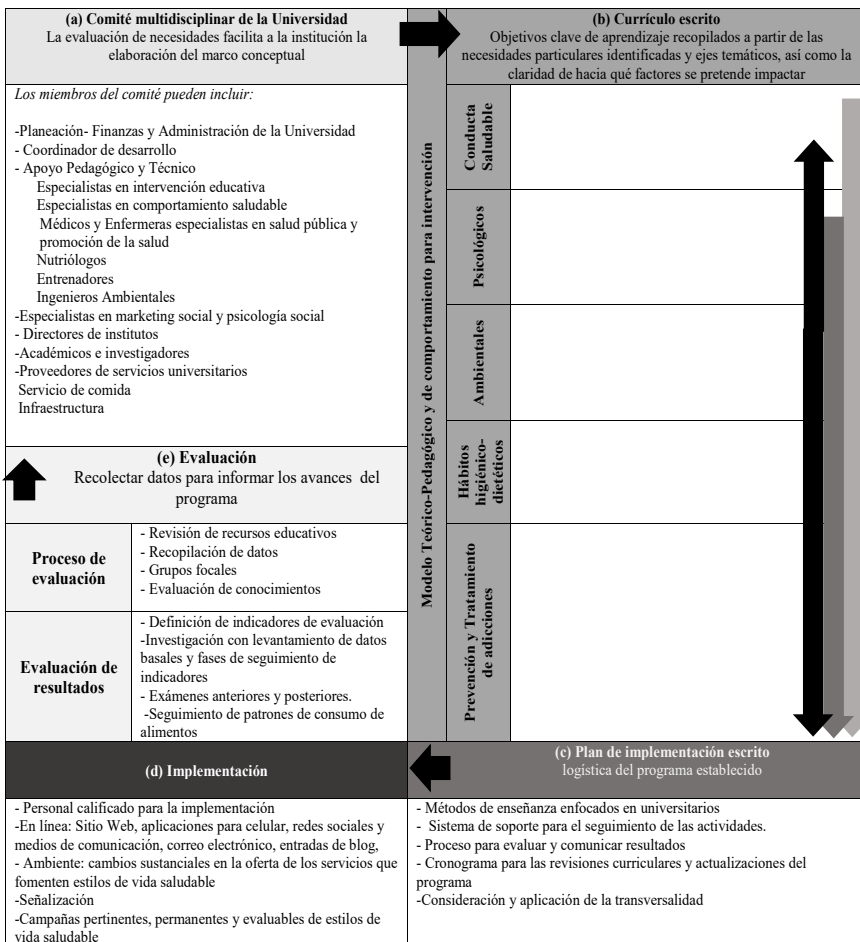 (a) Comité multidisciplinar de la Universidad
La evaluación de necesidades facilita a la institución la
elaboración del marco conceptual
Los miembros del comité pueden incluir:
-Planeación- Finanzas y Administración de la Universidad
- Coordinador de desarrollo
- Apoyo Pedagógico y Técnico
Especialistas en intervención educativa
Especialistas en comportamiento saludable
Médicos y Enfermeras especialistas en salud pública y
promoción de la salud
Nutriólogos
Entrenadores
Ingenieros Ambientales
-Especialistas en marketing social y psicología social
- Directores de institutos
-Académicos e investigadores
-Proveedores de servicios universitarios
Servicio de comida
Infraestructura
(e) Evaluación
Recolectar datos para informar los avances del
programa
Proceso de
evaluación
- Revisión de recursos educativos
- Recopilación de datos
- Grupos focales
- Evaluación de conocimientos
Evaluación de
resultados
- Definición de indicadores de evaluación
-Investigación con levantamiento de datos
basales y fases de seguimiento de
indicadores
- Exámenes anteriores y posteriores.
-Seguimiento de patrones de consumo de
alimentos
Modelo Teórico-Pedagógico y de comportamiento para intervención
(b) Currículo escrito
Objetivos clave de aprendizaje recopilados a partir de las
necesidades particulares identificadas y ejes temáticos, así como la
claridad de hacia qué factores se pretende impactar
Conducta
Saludable
Psicológicos
Ambientales
Hábitos
higiénico-
dietéticos
Prevención y Tratamiento
de adicciones
(c) Plan de implementación escrito
logística del programa establecido
(d) Implementación
- Personal calificado para la implementación
-En línea: Sitio Web, aplicaciones para celular, redes sociales y
medios de comunicación, correo electrónico, entradas de blog,
- Ambiente: cambios sustanciales en la oferta de los servicios que
fomenten estilos de vida saludable
-Señalización
-Campañas pertinentes, permanentes y evaluables de estilos de
vida saludable
- Métodos de enseñanza enfocados en universitarios
- Sistema de soporte para el seguimiento de las actividades.
- Proceso para evaluar y comunicar resultados
- Cronograma para las revisiones curriculares y actualizaciones del
programa
-Consideración y aplicación de la transversalidad